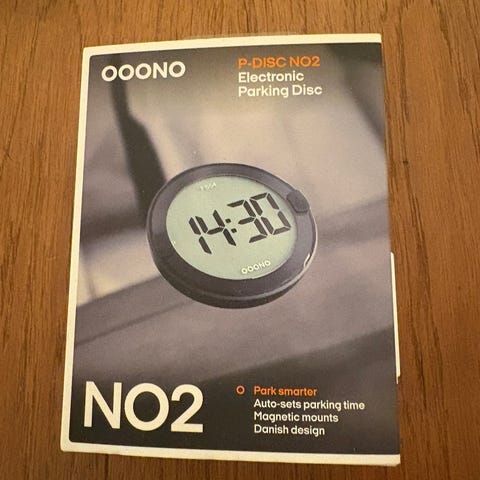 OOONO
P-DISC NO2
Electronic
Parking Disc
14:30
OOONO
NO2
Park smarter
Auto-sets parking time
Magnetic mounts
Danish design